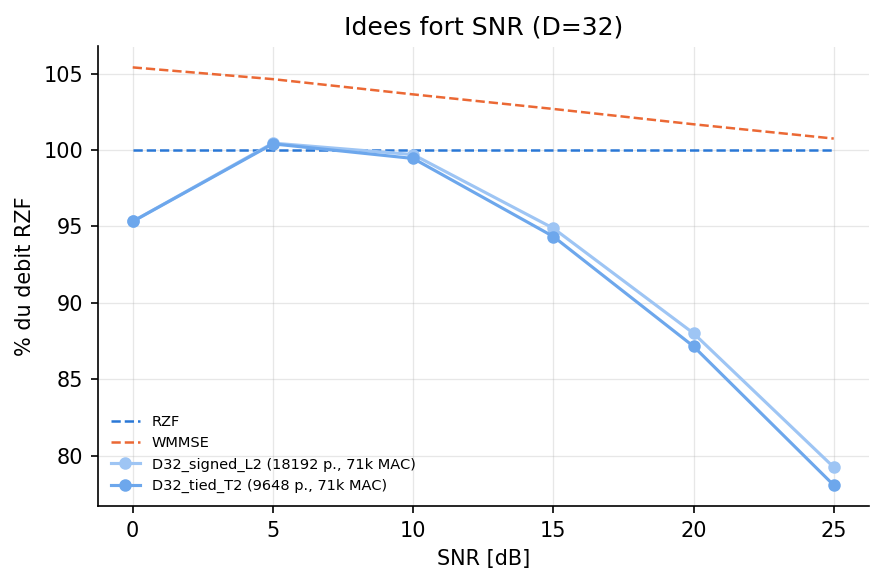 Idees fort SNR (D=32)
% du debit RZF
105
100
95
90
85
80
RZF
WMMSE
D32_signed_L2 (18192 p., 71k MAC)
D32_tied_T2 (9648 p., 71k MAC)
0 5 10 15 20 25
SNR [dB]